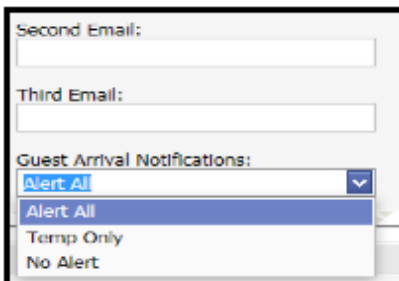 Second Email:
Third Email:
Guest Arrival Notifications:
Alert All
Alert All
Temp Only
No Alert